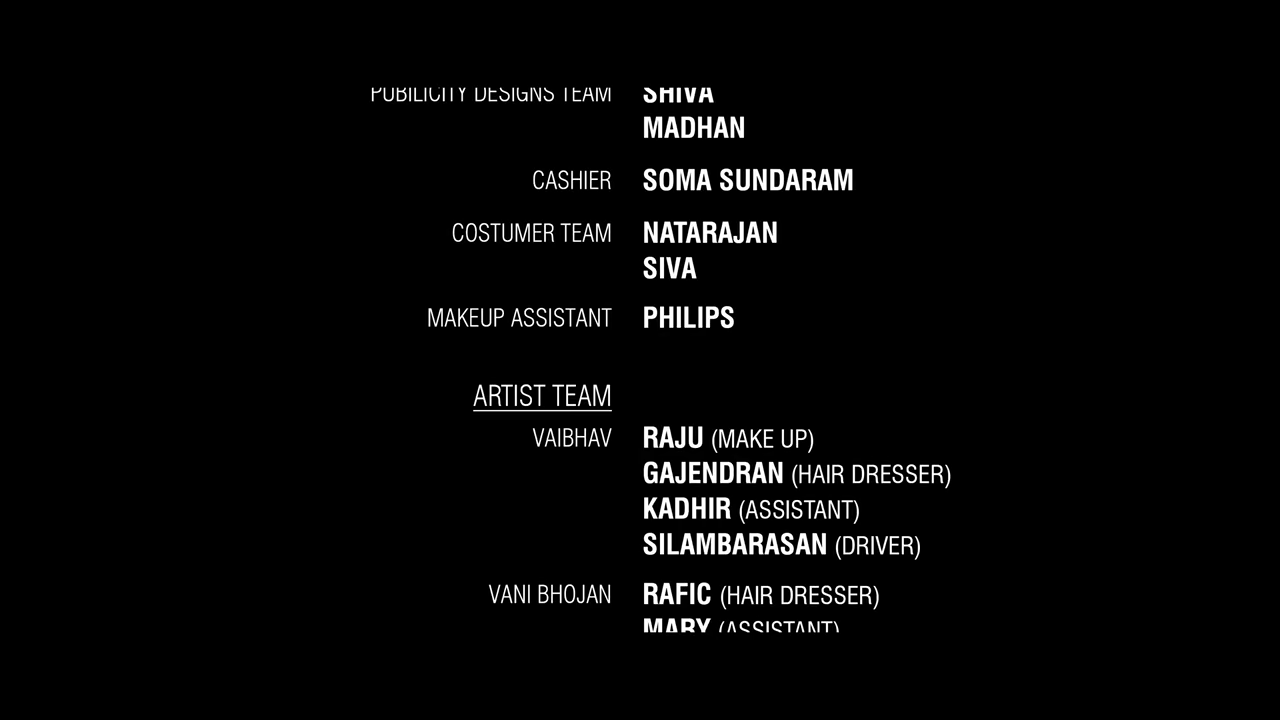 PUBILICITY DESIGNS TEAM SHIVA
MADHAN
CASHIER SOMA SUNDARAM
COSTUMER TEAM NATARAJAN
SIVA
MAKEUP ASSISTANT PHILIPS
ARTIST TEAM
VAIBHAV RAJU (MAKE UP)
GAJENDRAN (HAIR DRESSER)
KADHIR (ASSISTANT)
SILAMBARASAN (DRIVER)
VANI BHOJAN RAFIC (HAIR DRESSER)
MARY (ASSISTANT)